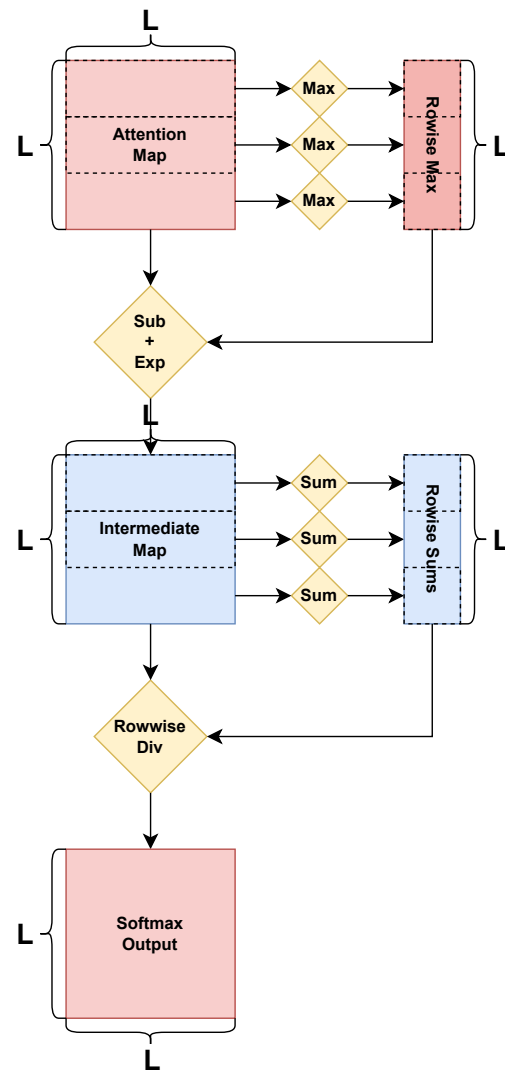 L
L
Attention
Map
Max
Max
Max
Rowise Max
L
Sub
+
Exp
L
L
Intermediate
Map
Sum
Sum
Sum
Rowise Sums
L
Rowwise
Div
L
Softmax
Output
L